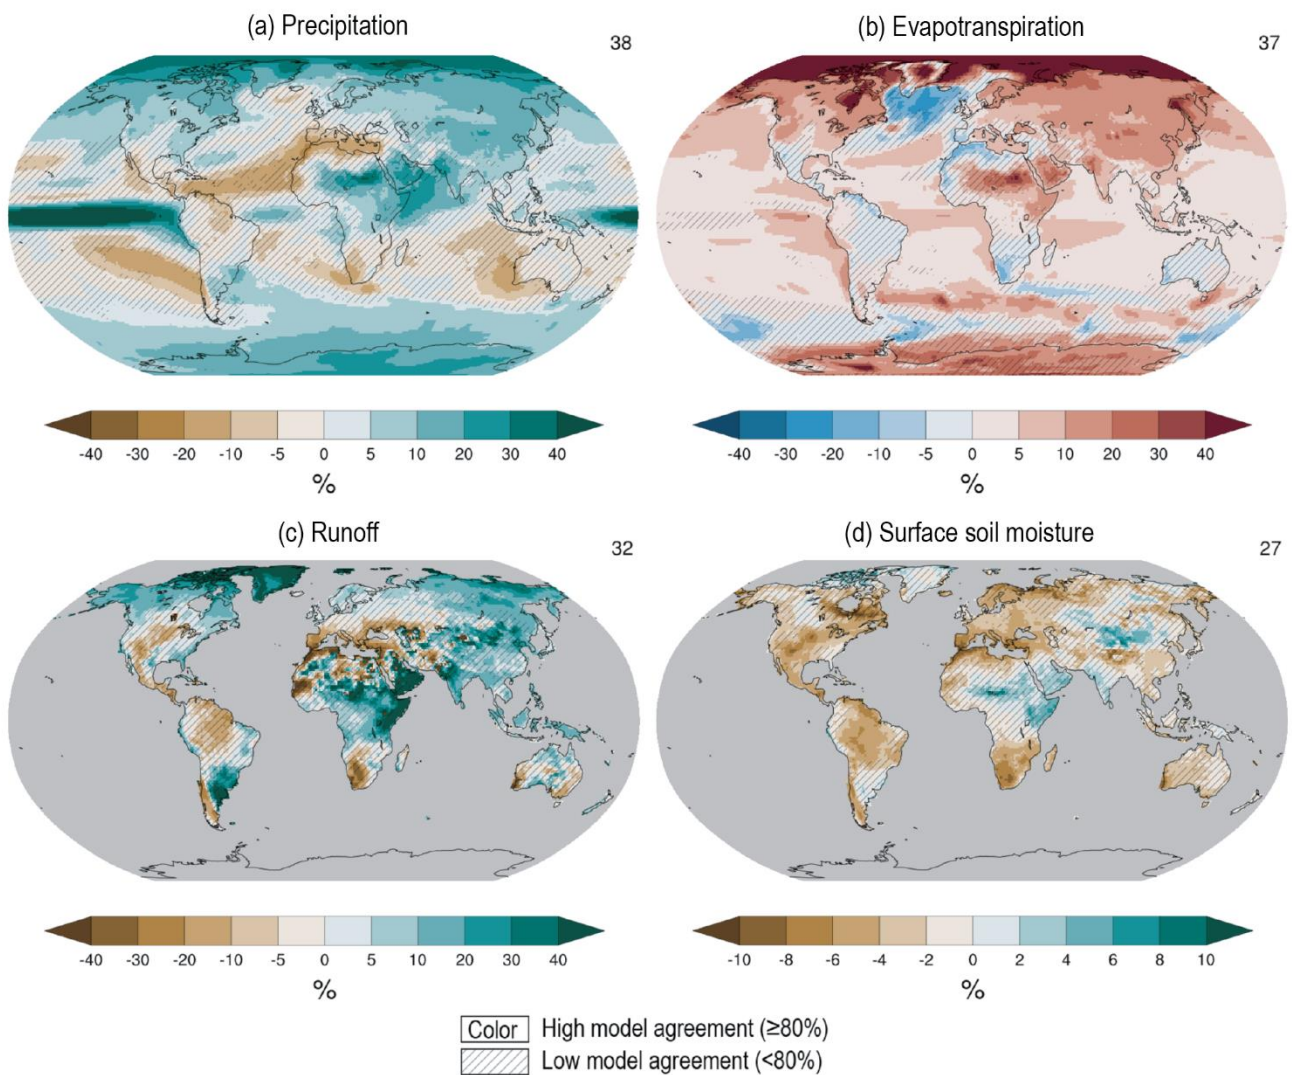 (a) Precipitation
38
(b) Evapotranspiration
37
-40 -30 -20 -10 -5 0 5 10 20 30 40
%
-40 -30 -20 -10 -5 0 5 10 20 30 40
%
(c) Runoff
32
(d) Surface soil moisture
27
-40 -30 -20 -10 -5 0 5 10 20 30 40
%
-10 -8 -6 -4 -2 0 2 4 6 8 10
%
Color High model agreement (≥80%)
Low model agreement (<80%)